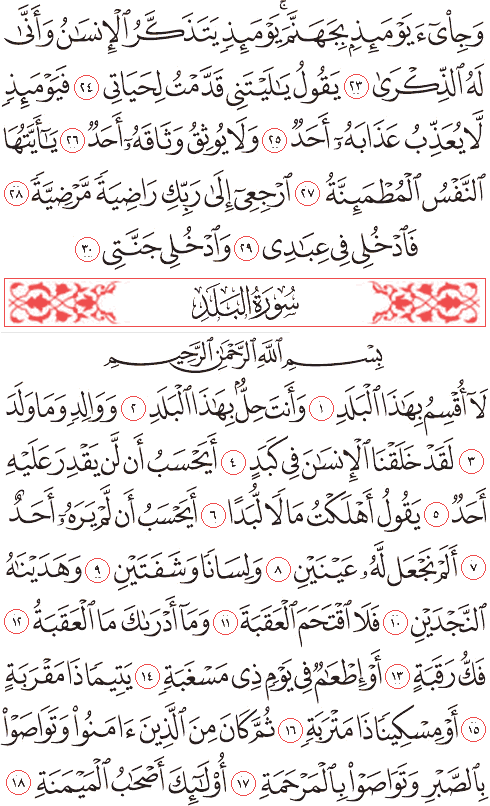 وَجِا۟ىٓءَ يَوۡمَئِذِۭ بِجَهَنَّمَۚ يَوۡمَئِذٖ يَتَذَكَّرُ ٱلۡإِنسَٰنُ وَأَنَّىٰ
لَهُ ٱلذِّكۡرَىٰ ٢٣ يَقُولُ يَٰلَيۡتَنِي قَدَّمۡتُ لِحَيَاتِي ٢٤ فَيَوۡمَئِذٖ
لَّا يُعَذِّبُ عَذَابَهُۥٓ أَحَدٞ ٢٥ وَلَا يُوثِقُ وَثَاقَهُۥٓ أَحَدٞ ٢٦ يَٰٓأَيَّتُهَا
ٱلنَّفۡسُ ٱلۡمُطۡمَئِنَّةُ ٢٧ ٱرۡجِعِيٓ إِلَىٰ رَبِّكِ رَاضِيَةٗ مَّرۡضِيَّةٗ ٢٨
فَٱدۡخُلِي فِي عِبَٰدِي ٢٩ وَٱدۡخُلِي جَنَّتِي ٣٠
سُورَةُ البَلَدِ
بِسۡمِ ٱللَّهِ ٱلرَّحۡمَٰنِ ٱلرَّحِيمِ
لَآ أُقۡسِمُ بِهَٰذَا ٱلۡبَلَدِ ١ وَأَنتَ حِلُّۢ بِهَٰذَا ٱلۡبَلَدِ ٢ وَوَالِدٖ وَمَا وَلَدَ
٣ لَقَدۡ خَلَقۡنَا ٱلۡإِنسَٰنَ فِي كَبَدٍ ٤ أَيَحۡسَبُ أَن لَّن يَقۡدِرَ عَلَيۡهِ
أَحَدٞ ٥ يَقُولُ أَهۡلَكۡتُ مَالٗا لُّبَدًا ٦ أَيَحۡسَبُ أَن لَّمۡ يَرَهُۥٓ أَحَدٌ
٧ أَلَمۡ نَجۡعَل لَّهُۥ عَيۡنَيۡنِ ٨ وَلِسَانٗا وَشَفَتَيۡنِ ٩ وَهَدَيۡنَٰهُ
ٱلنَّجۡدَيۡنِ ١٠ فَلَا ٱقۡتَحَمَ ٱلۡعَقَبَةَ ١١ وَمَآ أَدۡرَىٰكَ مَا ٱلۡعَقَبَةُ ١٢
فَكُّ رَقَبَةٍ ١٣ أَوۡ إِطۡعَٰمٞ فِي يَوۡمٖ ذِي مَسۡغَبَةٖ ١٤ يَتِيمٗا ذَا مَقۡرَبَةٍ
١٥ أَوۡ مِسۡكِينٗا ذَا مَتۡرَبَةٖ ١٦ ثُمَّ كَانَ مِنَ ٱلَّذِينَ ءَامَنُواْ وَتَوَاصَوۡاْ
بِٱلصَّبۡرِ وَتَوَاصَوۡاْ بِٱلۡمَرۡحَمَةِ ١٧ أُوْلَٰٓئِكَ أَصۡحَٰبُ ٱلۡمَيۡمَنَةِ ١٨